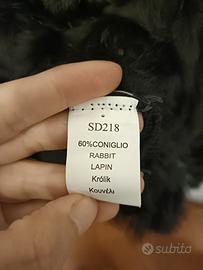 SD218
60%CONIGLIO
RABBIT
LAPIN
Królik
Κουνέλι
subito